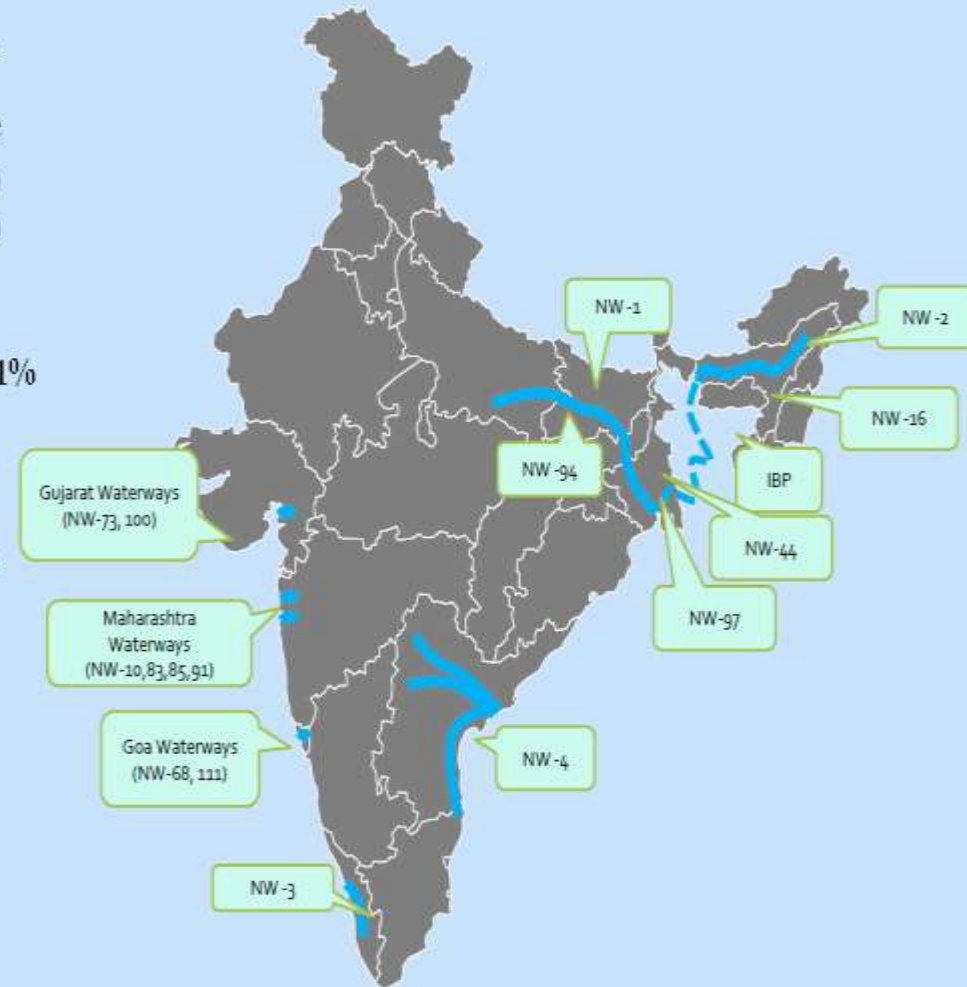 1%
NW -1
NW -2
NW -16
NW -94
IBP
NW-44
NW-97
Gujarat Waterways
(NW-73, 100)
Maharashtra
Waterways
(NW-10,83,85,91)
Goa Waterways
(NW-68, 111)
NW -4
NW -3